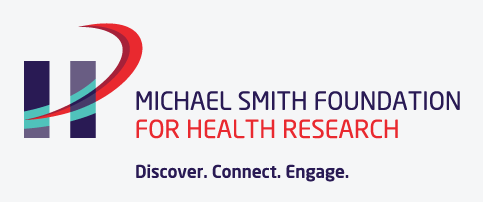 MICHAEL SMITH FOUNDATION
FOR HEALTH RESEARCH
Discover. Connect. Engage.